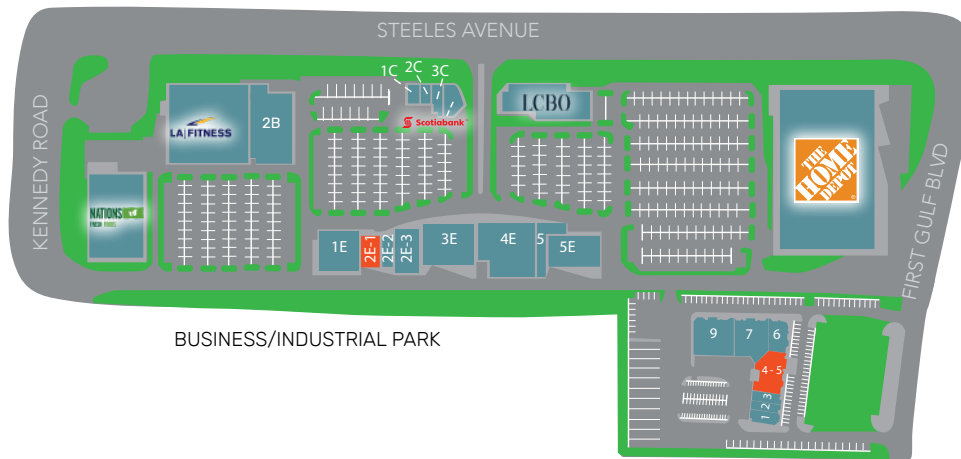 STEELES AVENUE
KENNEDY ROAD
FIRST GULF BLVD
1C
2C
3C
Scotiabank
LCBO
LA FITNESS
2B
THE
HOME
DEPOT
NATIONS
FRESH FOODS
1E
2E-1
2E-2
2E-3
3E
4E
5
5E
BUSINESS/INDUSTRIAL PARK
9
7
6
4 - 5
3
2
1